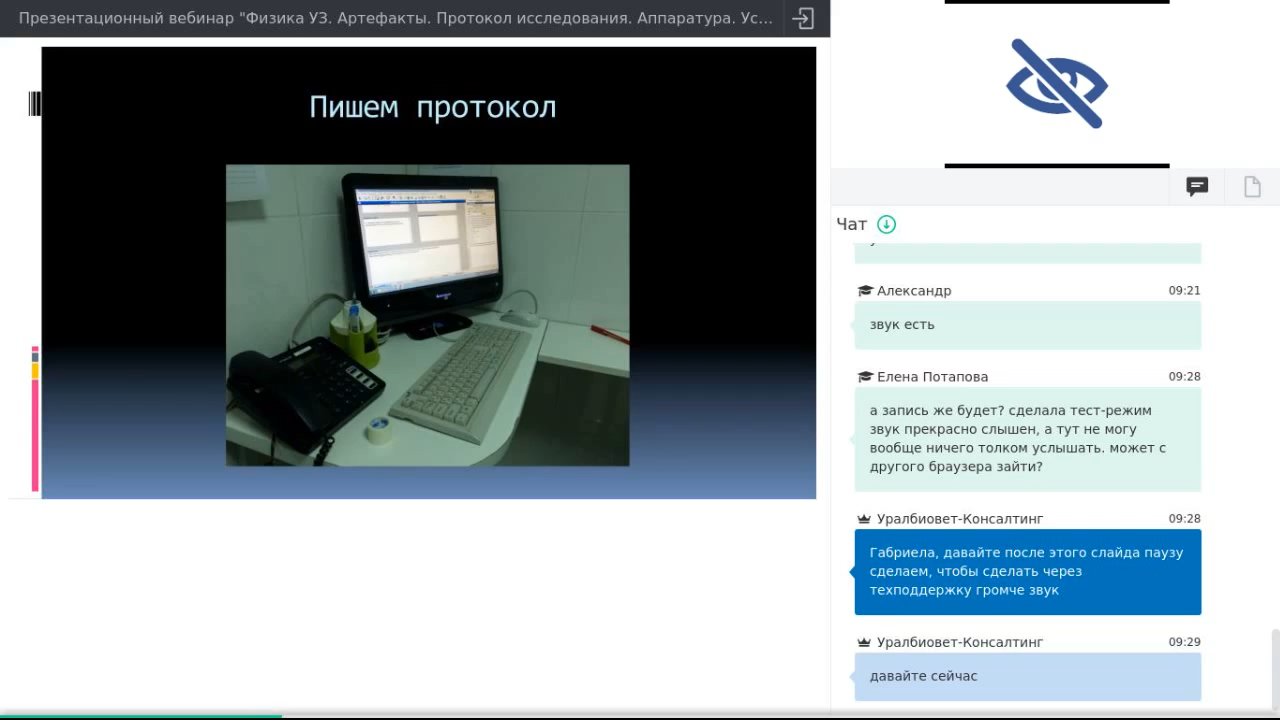 Презентационный вебинар "Физика УЗ. Артефакты. Протокол исследования. Аппаратура. Ус...
Пишем протокол
Чат
Александр 09:21
звук есть
Елена Потапова 09:28
а запись же будет? сделала тест-режим
звук прекрасно слышен, а тут не могу
вообще ничего толком услышать. может с
другого браузера зайти?
Уралбиовет-Консалтинг 09:28
Габриела, давайте после этого слайда паузу
сделаем, чтобы сделать через
техподдержку громче звук
Уралбиовет-Консалтинг 09:29
давайте сейчас